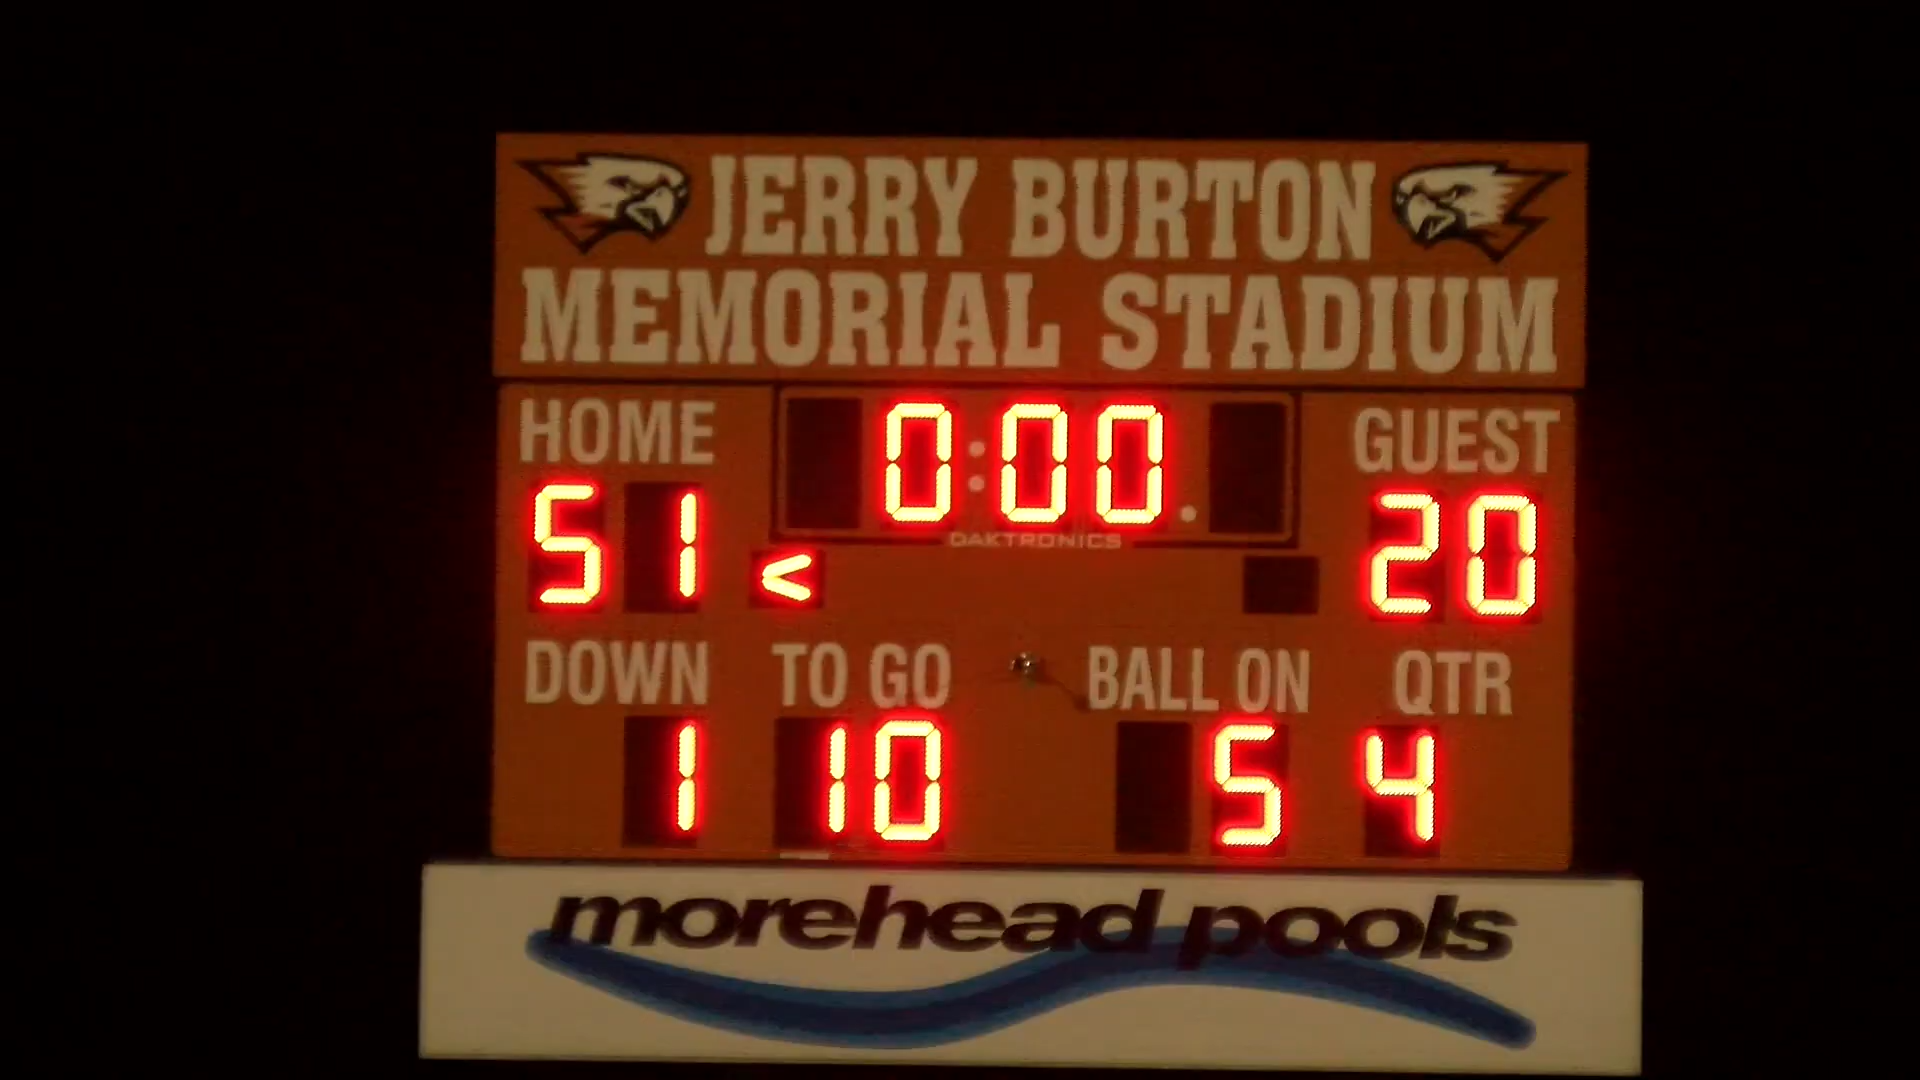 JERRY BURTON
MEMORIAL STADIUM
HOME 0:00. GUEST
DAKTRONICS
51 < 20
DOWN TO GO BALL ON QTR
1 10 5 4
morehead pools